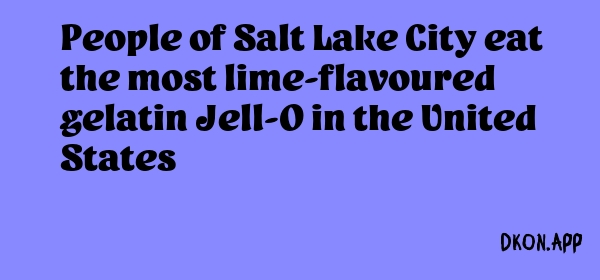 People of Salt Lake City eat
the most lime-flavoured
gelatin Jell-O in the United
States
DKON.APP